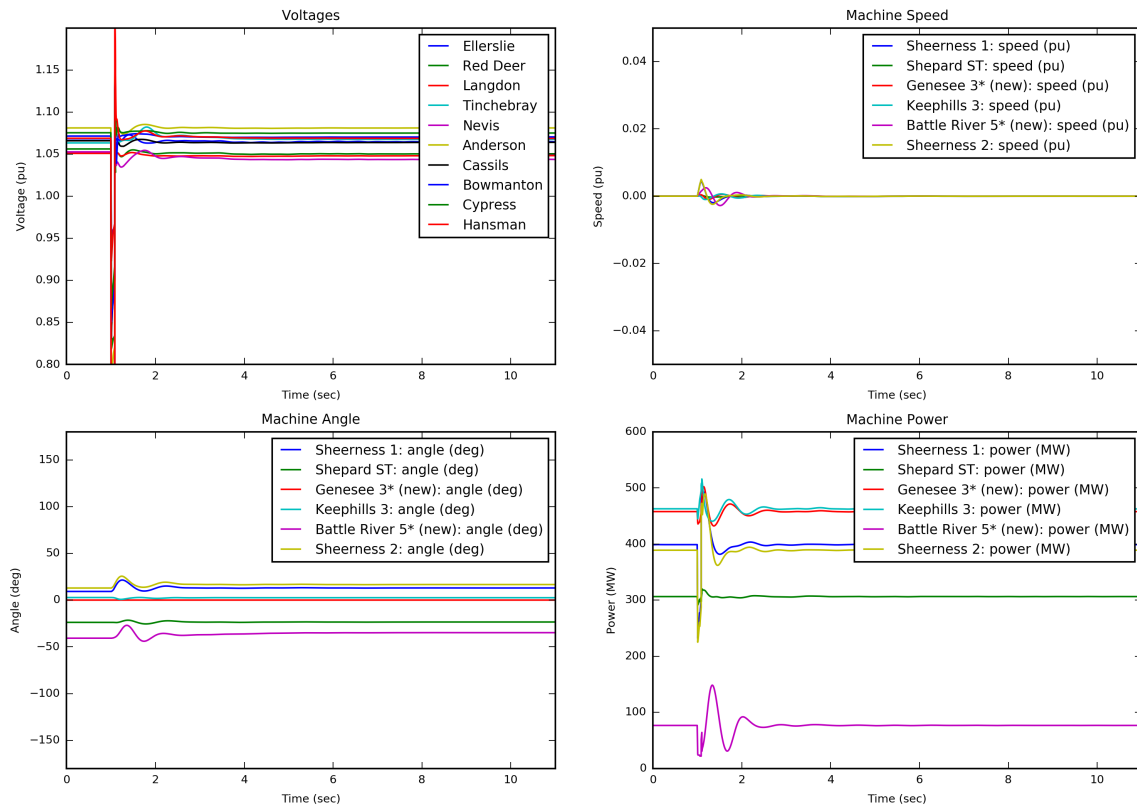 Voltages
1.15
1.10
1.05
1.00
0.95
0.90
0.85
0.80
Voltage (pu)
Ellerslie
Red Deer
Langdon
Tinchebray
Nevis
Anderson
Cassils
Bowmanton
Cypress
Hansman
0
2
4
6
8
10
Time (sec)
Machine Speed
0.04
0.02
0.00
−0.02
−0.04
Speed (pu)
Sheerness 1: speed (pu)
Shepard ST: speed (pu)
Genesee 3* (new): speed (pu)
Keephills 3: speed (pu)
Battle River 5* (new): speed (pu)
Sheerness 2: speed (pu)
0
2
4
6
8
10
Time (sec)
Machine Angle
150
100
50
0
−50
−100
−150
Angle (deg)
Sheerness 1: angle (deg)
Shepard ST: angle (deg)
Genesee 3* (new): angle (deg)
Keephills 3: angle (deg)
Battle River 5* (new): angle (deg)
Sheerness 2: angle (deg)
0
2
4
6
8
10
Time (sec)
Machine Power
600
500
400
300
200
100
0
Power (MW)
Sheerness 1: power (MW)
Shepard ST: power (MW)
Genesee 3* (new): power (MW)
Keephills 3: power (MW)
Battle River 5* (new): power (MW)
Sheerness 2: power (MW)
0
2
4
6
8
10
Time (sec)